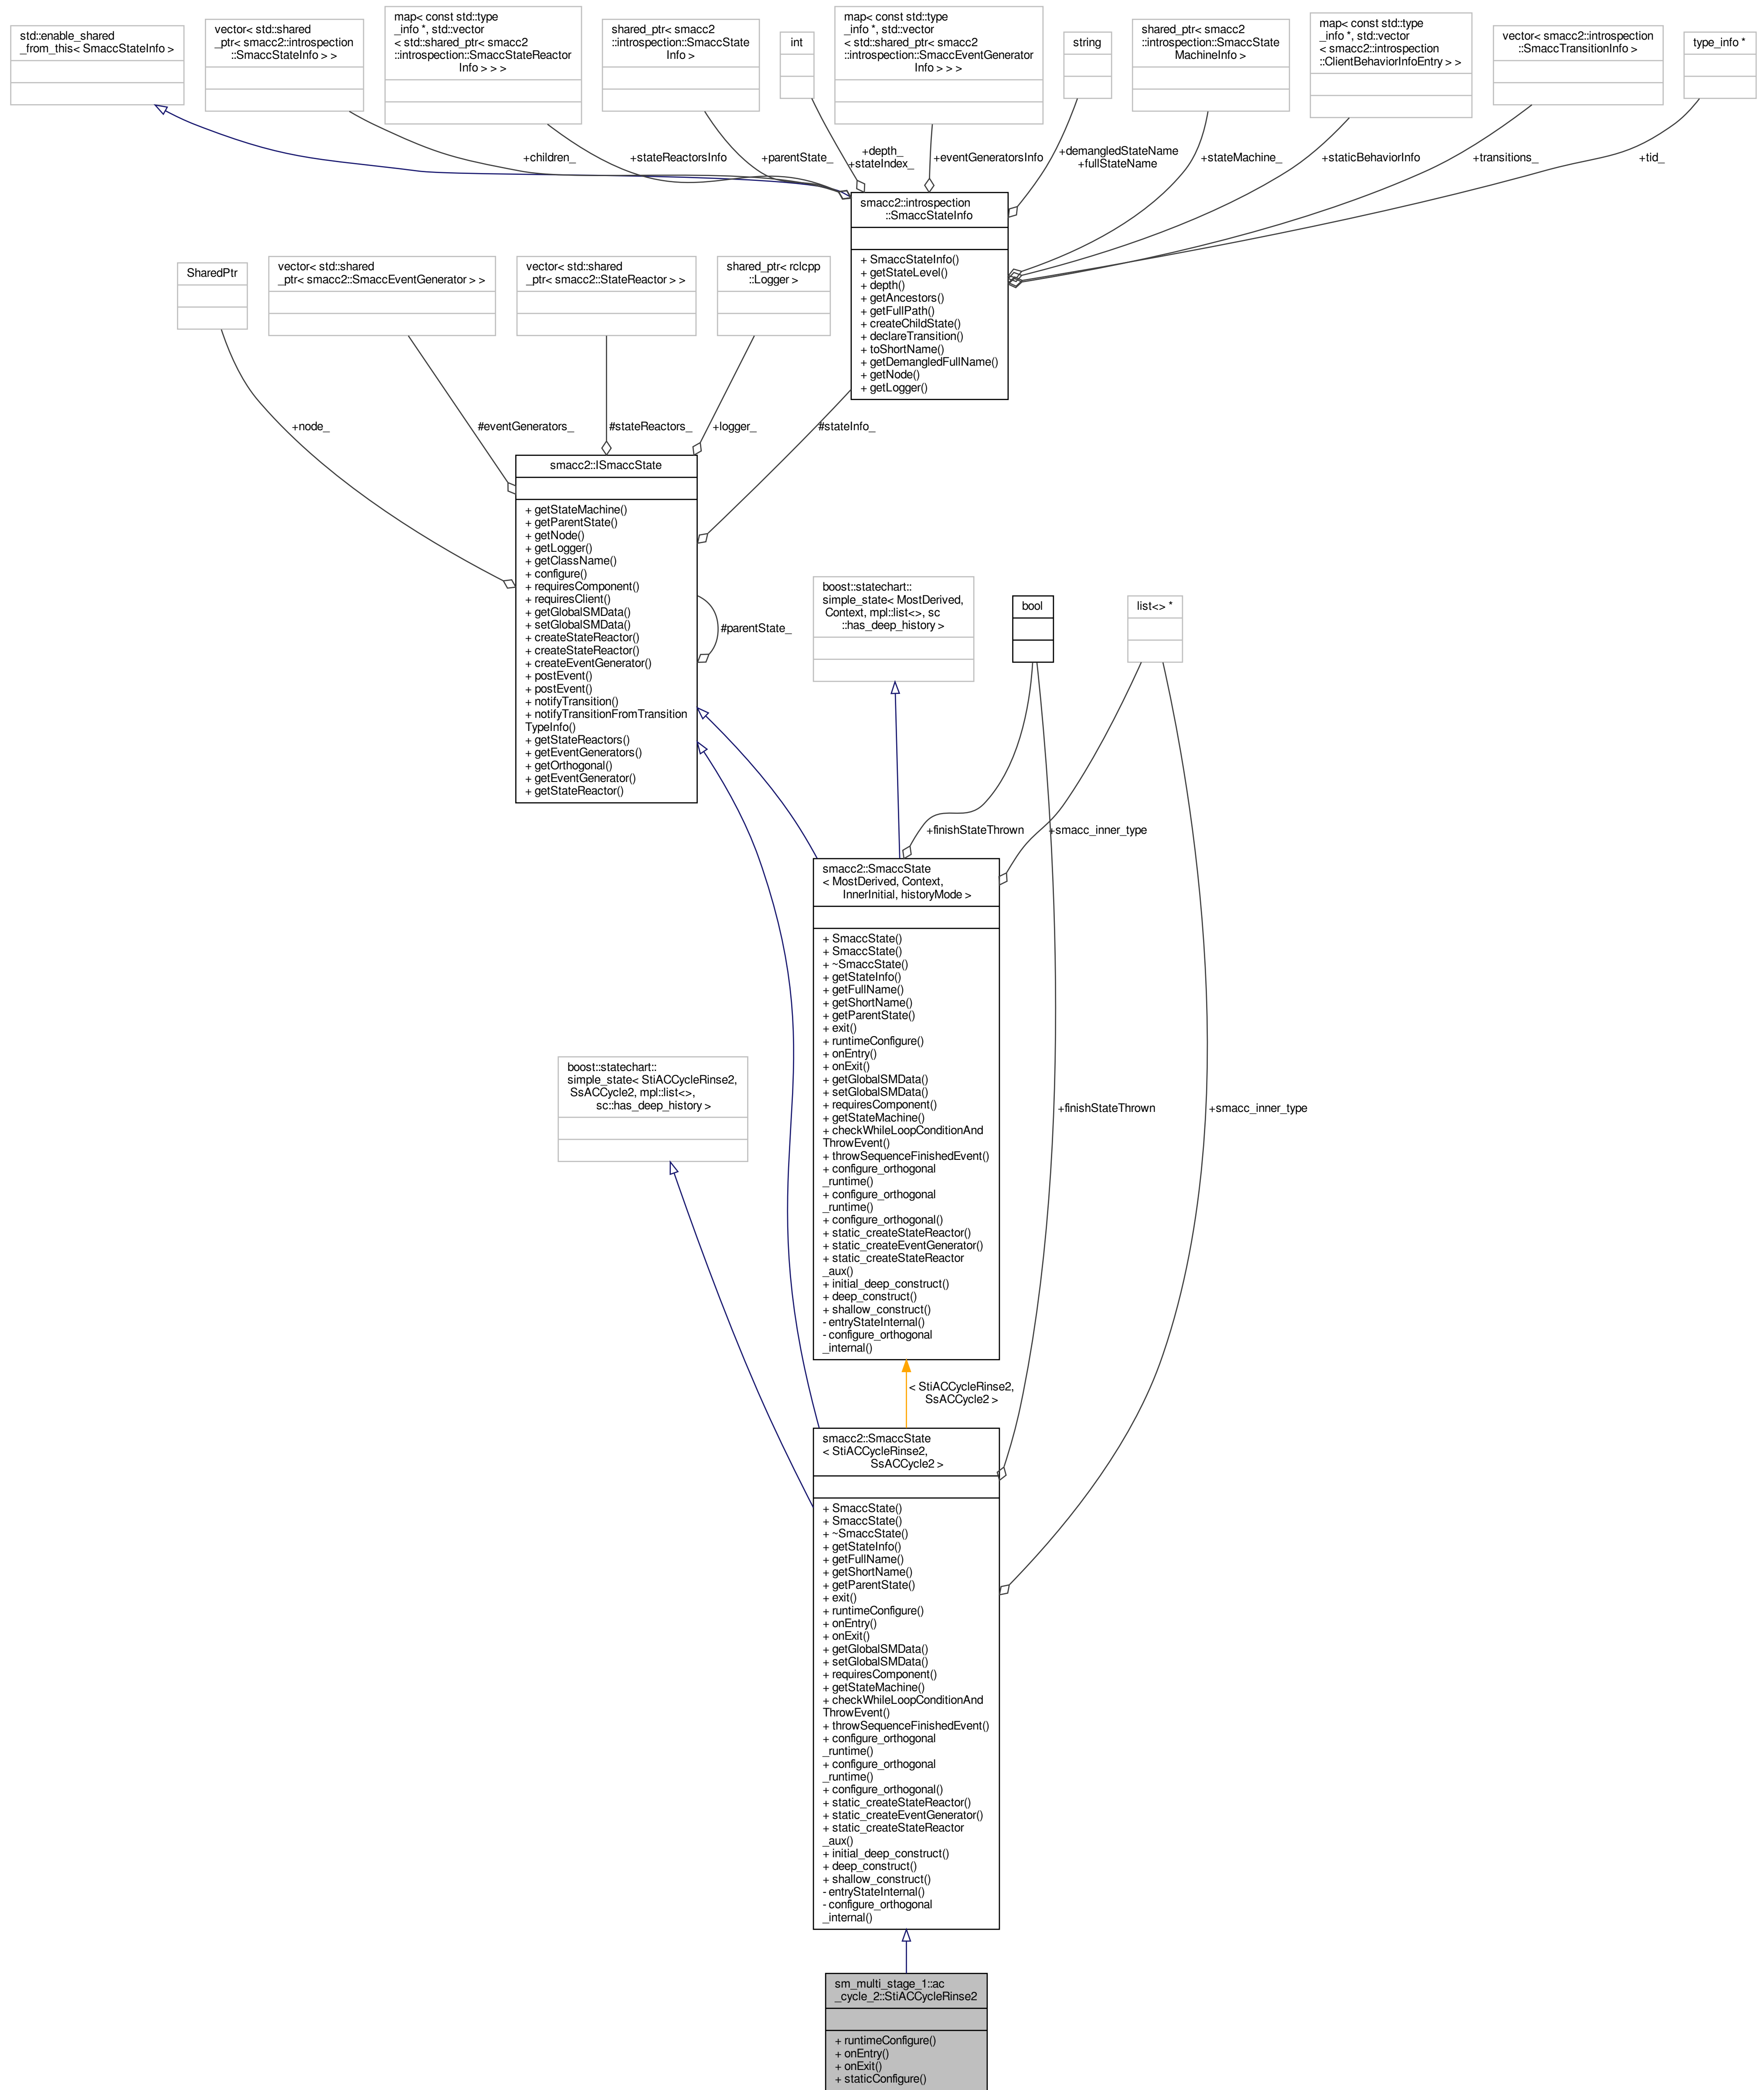 std::enable_shared
_from_this< SmaccStateInfo >
vector< std::shared
_ptr< smacc2::introspection
::SmaccStateInfo > >
map< const std::type
_info *, std::vector
< std::shared_ptr< smacc2
::introspection::SmaccStateReactor
Info > > >
shared_ptr< smacc2
::introspection::SmaccState
Info >
int
map< const std::type
_info *, std::vector
< std::shared_ptr< smacc2
::introspection::SmaccEventGenerator
Info > > >
string
shared_ptr< smacc2
::introspection::SmaccState
MachineInfo >
map< const std::type
_info *, std::vector
< smacc2::introspection
::ClientBehaviorInfoEntry > >
vector< smacc2::introspection
::SmaccTransitionInfo >
type_info *
+children_
+stateReactorsInfo
+parentState_
+depth_
+stateIndex_
+eventGeneratorsInfo
+demangledStateName
+fullStateName
+stateMachine_
+staticBehaviorInfo
+transitions_
+tid_
smacc2::introspection
::SmaccStateInfo
+ SmaccStateInfo()
+ getStateLevel()
+ depth()
+ getAncestors()
+ getFullPath()
+ createChildState()
+ declareTransition()
+ toShortName()
+ getDemangledFullName()
+ getNode()
+ getLogger()
SharedPtr
vector< std::shared
_ptr< smacc2::SmaccEventGenerator > >
vector< std::shared
_ptr< smacc2::StateReactor > >
shared_ptr< rclcpp
::Logger >
+node_
#eventGenerators_
#stateReactors_
+logger_
#stateInfo_
smacc2::ISmaccState
+ getStateMachine()
+ getParentState()
+ getNode()
+ getLogger()
+ getClassName()
+ configure()
+ requiresComponent()
+ requiresClient()
+ getGlobalSMData()
+ setGlobalSMData()
+ createStateReactor()
+ createStateReactor()
+ createEventGenerator()
+ postEvent()
+ postEvent()
+ notifyTransition()
+ notifyTransitionFromTransition
TypeInfo()
+ getStateReactors()
+ getEventGenerators()
+ getOrthogonal()
+ getEventGenerator()
+ getStateReactor()
#parentState_
boost::statechart::
simple_state< MostDerived,
Context, mpl::list<>, sc
::has_deep_history >
bool
list<> *
+finishStateThrown
+smacc_inner_type
smacc2::SmaccState
< MostDerived, Context,
InnerInitial, historyMode >
+ SmaccState()
+ SmaccState()
+ ~SmaccState()
+ getStateInfo()
+ getFullName()
+ getShortName()
+ getParentState()
+ exit()
+ runtimeConfigure()
+ onEntry()
+ onExit()
+ getGlobalSMData()
+ setGlobalSMData()
+ requiresComponent()
+ getStateMachine()
+ checkWhileLoopConditionAnd
ThrowEvent()
+ throwSequenceFinishedEvent()
+ configure_orthogonal
_runtime()
+ configure_orthogonal
_runtime()
+ configure_orthogonal()
+ static_createStateReactor()
+ static_createEventGenerator()
+ static_createStateReactor
_aux()
+ initial_deep_construct()
+ deep_construct()
+ shallow_construct()
- entryStateInternal()
- configure_orthogonal
_internal()
boost::statechart::
simple_state< StiACCycleRinse2,
SsACCycle2, mpl::list<>,
sc::has_deep_history >
+finishStateThrown
+smacc_inner_type
< StiACCycleRinse2,
SsACCycle2 >
smacc2::SmaccState
< StiACCycleRinse2,
SsACCycle2 >
+ SmaccState()
+ SmaccState()
+ ~SmaccState()
+ getStateInfo()
+ getFullName()
+ getShortName()
+ getParentState()
+ exit()
+ runtimeConfigure()
+ onEntry()
+ onExit()
+ getGlobalSMData()
+ setGlobalSMData()
+ requiresComponent()
+ getStateMachine()
+ checkWhileLoopConditionAnd
ThrowEvent()
+ throwSequenceFinishedEvent()
+ configure_orthogonal
_runtime()
+ configure_orthogonal
_runtime()
+ configure_orthogonal()
+ static_createStateReactor()
+ static_createEventGenerator()
+ static_createStateReactor
_aux()
+ initial_deep_construct()
+ deep_construct()
+ shallow_construct()
- entryStateInternal()
- configure_orthogonal
_internal()
sm_multi_stage_1::ac
_cycle_2::StiACCycleRinse2
+ runtimeConfigure()
+ onEntry()
+ onExit()
+ staticConfigure()